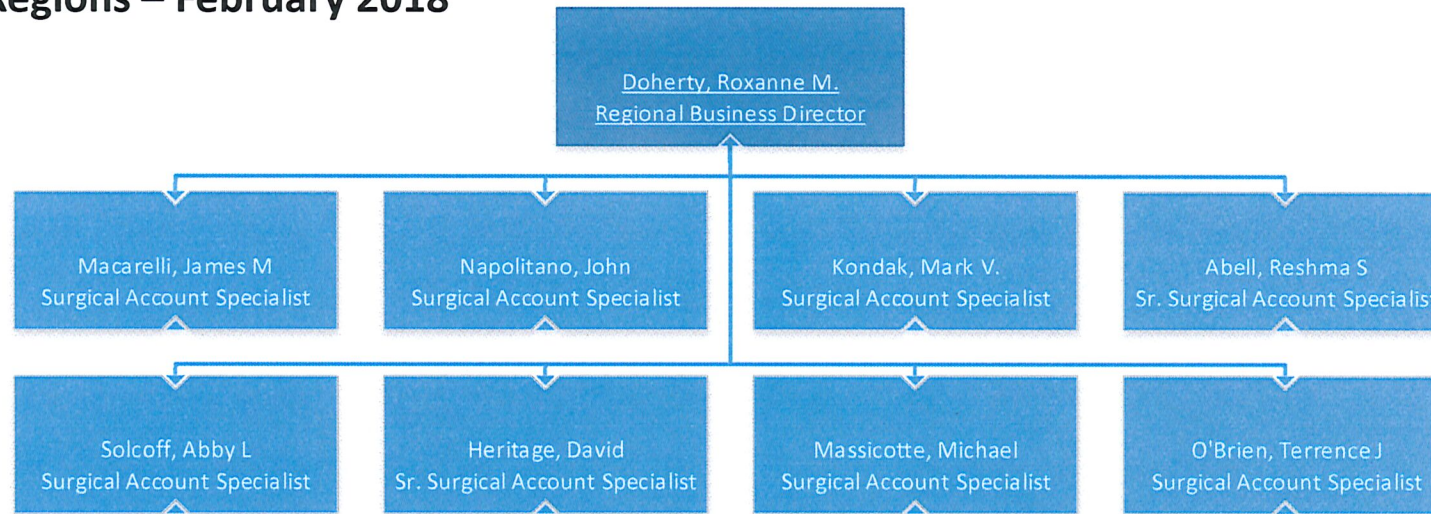 Regions – February 2018
Doherty, Roxanne M.
Regional Business Director
Macarelli, James M
Surgical Account Specialist
Napolitano, John
Surgical Account Specialist
Kondak, Mark V.
Surgical Account Specialist
Abell, Reshma S
Sr. Surgical Account Specialist
Solcoff, Abby L
Surgical Account Specialist
Heritage, David
Sr. Surgical Account Specialist
Massicotte, Michael
Surgical Account Specialist
O'Brien, Terrence J
Surgical Account Specialist